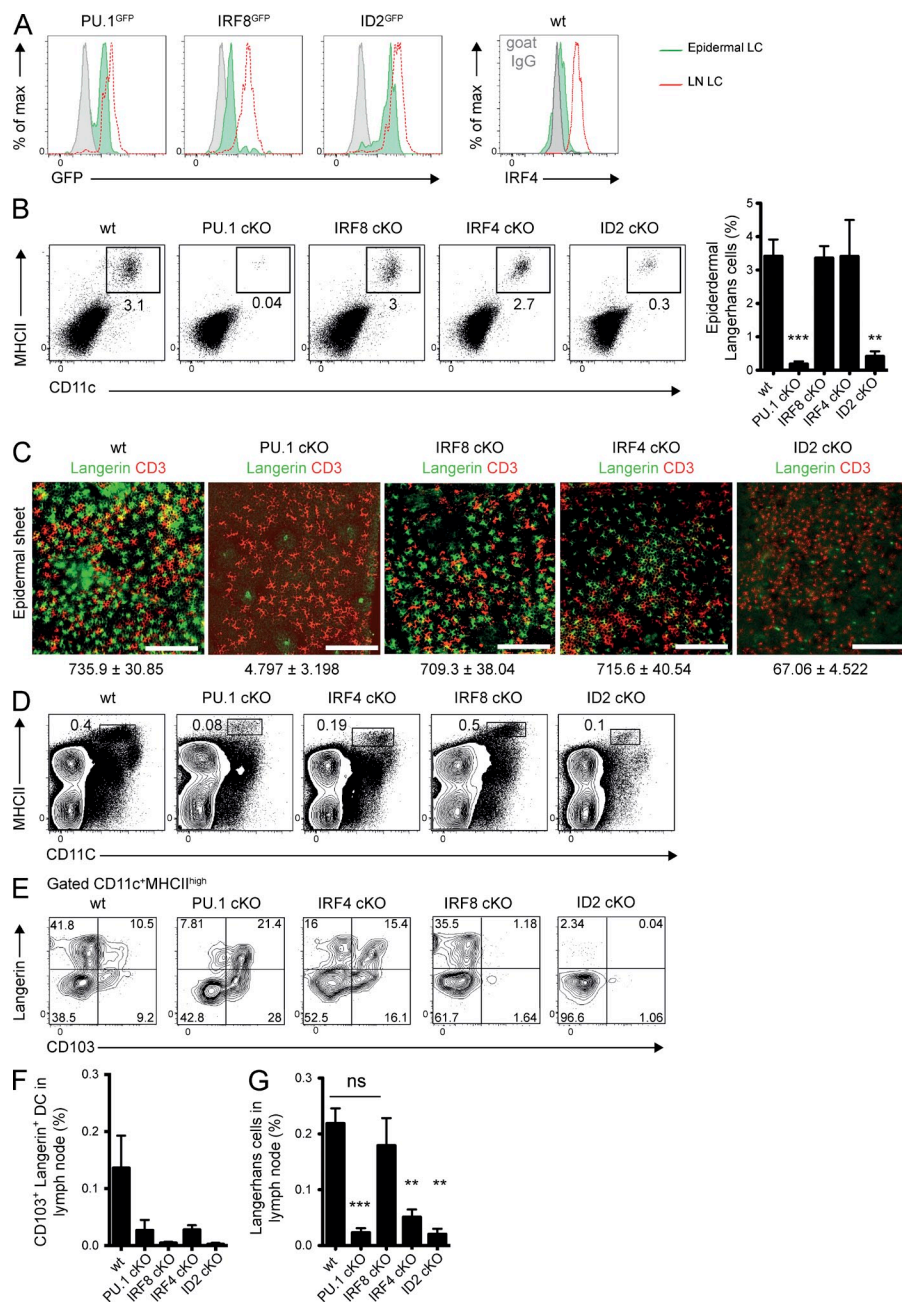 A
PU.1GFP IRF8GFP ID2GFP wt
goat IgG
Epidermal LC
LN LC
% of max
% of max
0 0 0 0
GFP
IRF4
B
wt PU.1 cKO IRF8 cKO IRF4 cKO ID2 cKO
3.1 0.04 3 2.7 0.3
MHCII
CD11c
Epiderdermal Langerhans cells (%)
5
4
3
2
1
0
*** **
wt PU.1 cKO IRF8 cKO IRF4 cKO ID2 cKO
C
wt PU.1 cKO IRF8 cKO IRF4 cKO ID2 cKO
Langerin CD3 Langerin CD3 Langerin CD3 Langerin CD3 Langerin CD3
Epidermal sheet
735.9 ± 30.85 4.797 ± 3.198 709.3 ± 38.04 715.6 ± 40.54 67.06 ± 4.522
D
wt PU.1 cKO IRF4 cKO IRF8 cKO ID2 cKO
0.4 0.08 0.19 0.5 0.1
MHCII
CD11C
E
Gated CD11c+MHCIIhigh
wt PU.1 cKO IRF4 cKO IRF8 cKO ID2 cKO
41.8 10.5 7.81 21.4 16 15.4 35.5 1.18 2.34 0.04
38.5 9.2 42.8 28 52.5 16.1 61.7 1.64 96.6 1.06
Langerin
CD103
F
CD103+ Langerin+ DC in lymph node (%)
0.3
0.2
0.1
0.0
wt PU.1 cKO IRF8 cKO IRF4 cKO ID2 cKO
G
Langerhans cells in lymph node (%)
0.3
0.2
0.1
0.0
ns
*** ** **
wt PU.1 cKO IRF8 cKO IRF4 cKO ID2 cKO